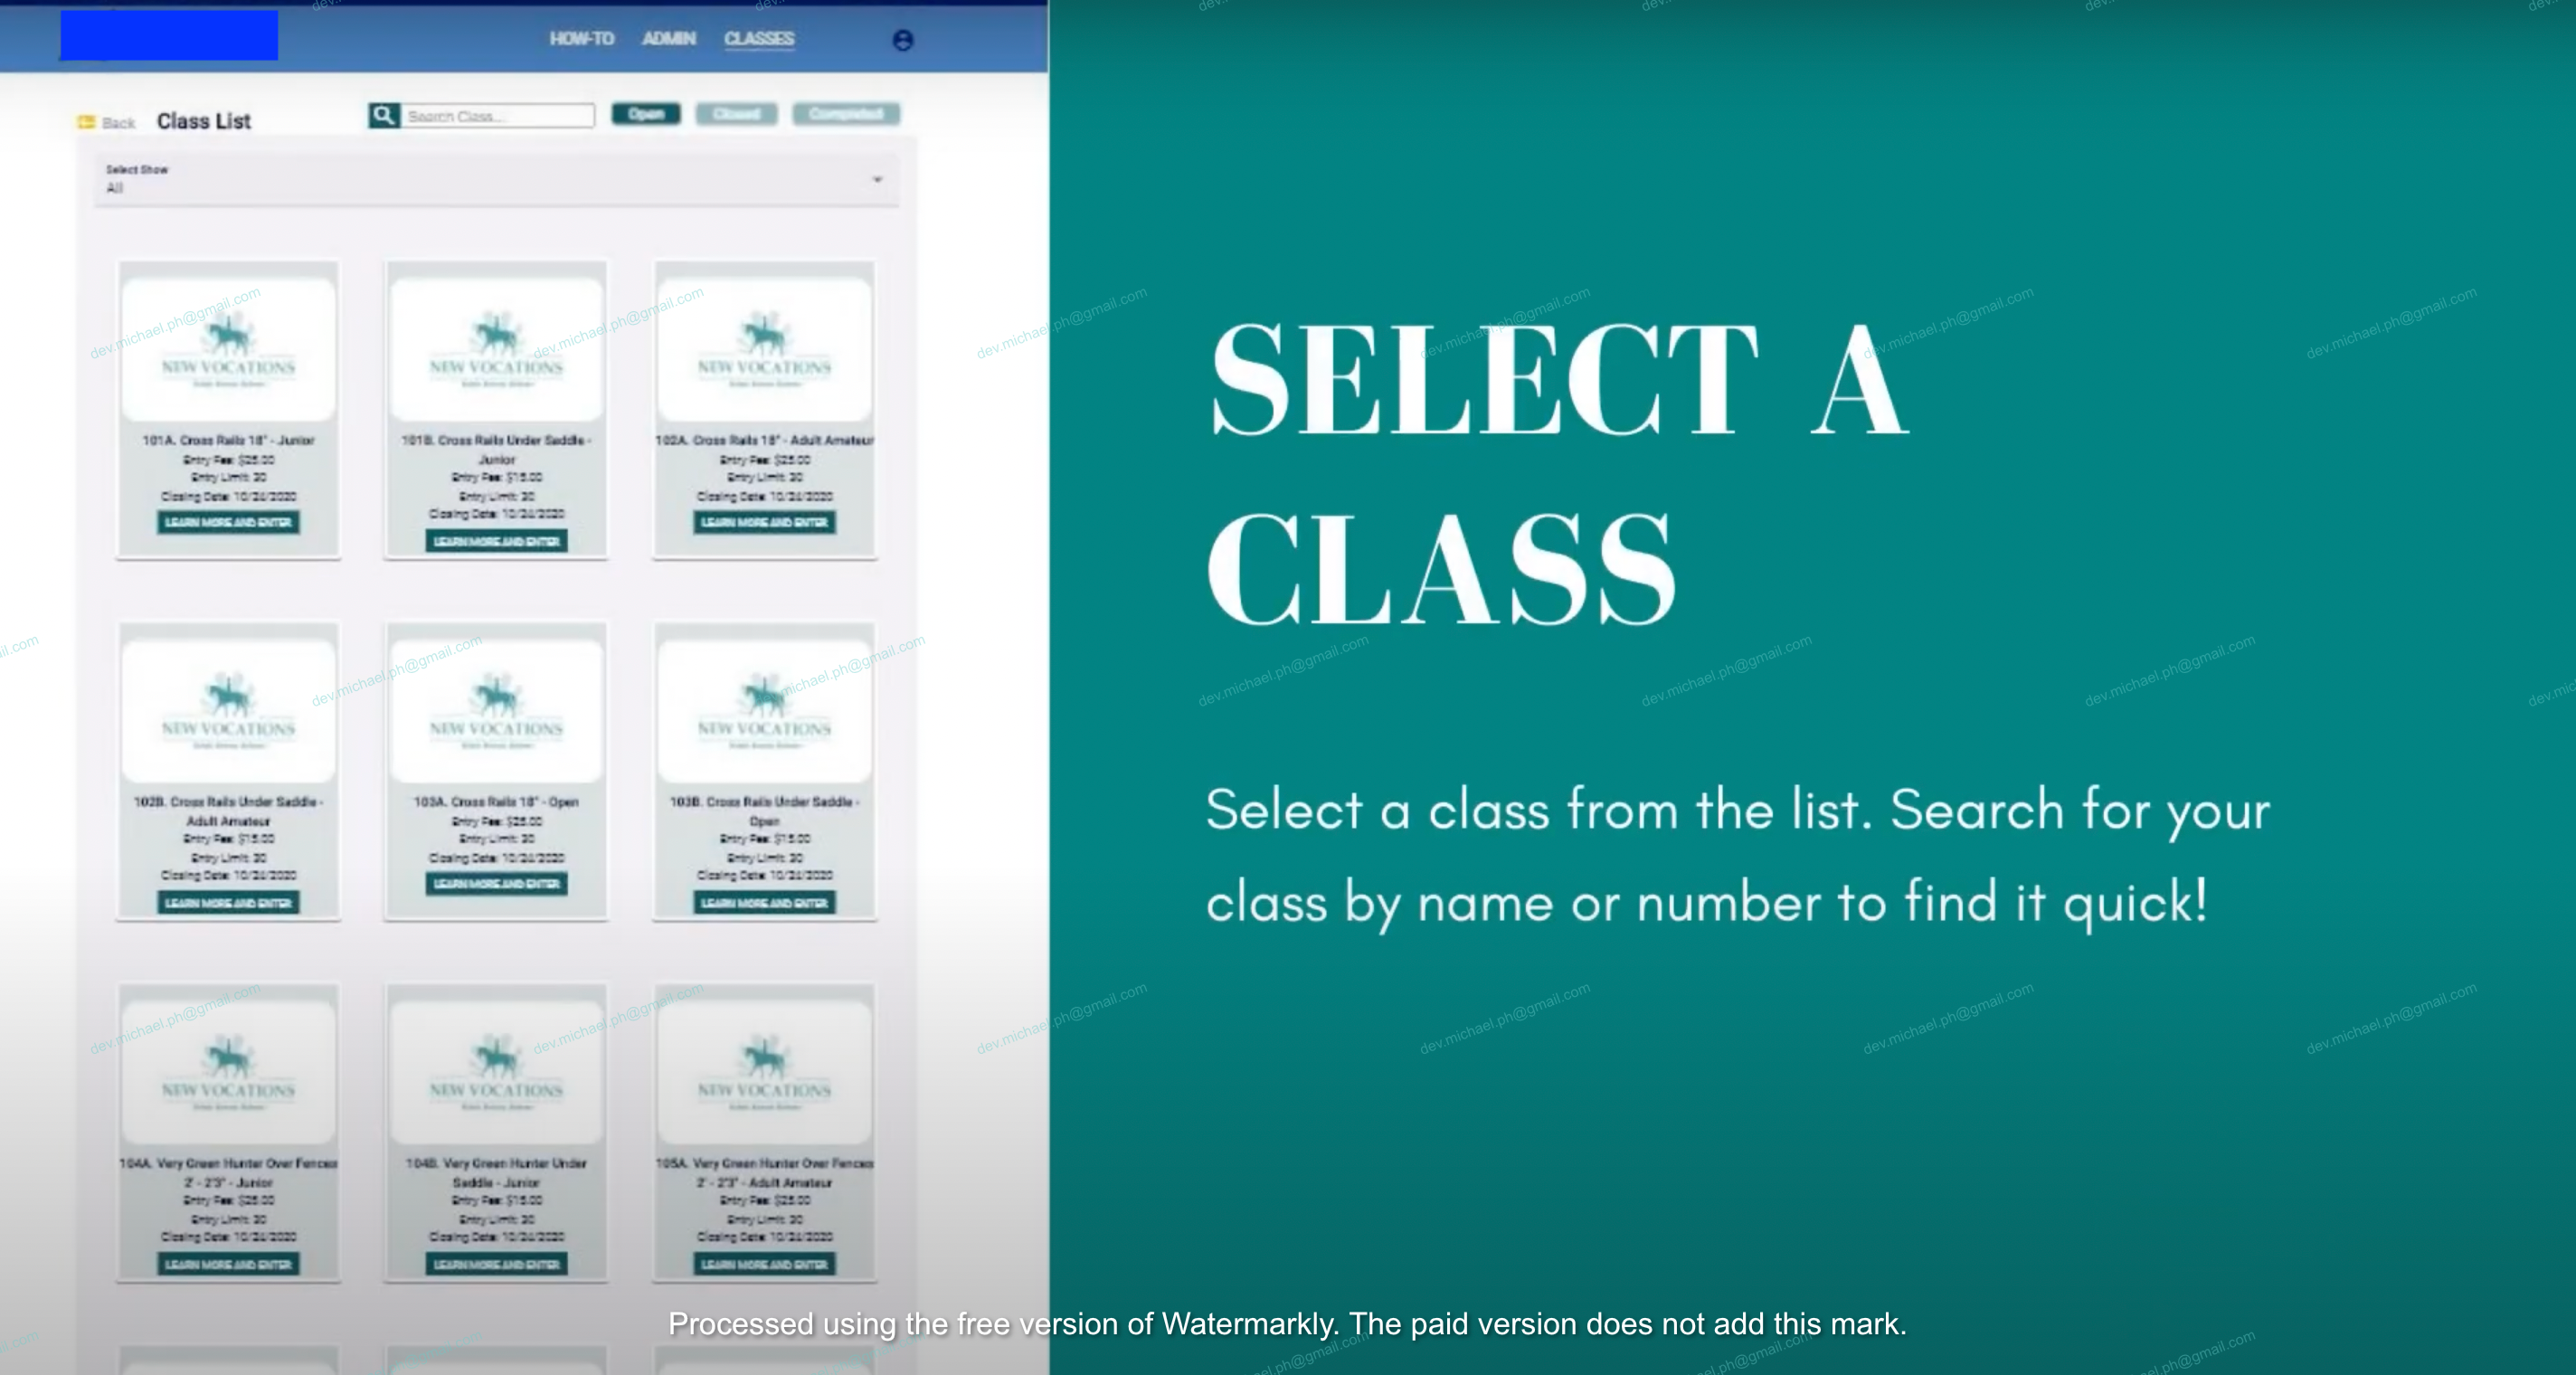 HOW-TO ADMIN CLASSES
Back Class List
Search Class...
Open Closed Completed
Select Show
All
NEW VOCATIONS
NEW VOCATIONS
NEW VOCATIONS
101A. Cross Rails 18" - Junior
Entry Fee: $25.00
Entry Limit: 30
Closing Date: 10/24/2020
LEARN MORE AND ENTER
101B. Cross Rails Under Saddle -
Junior
Entry Fee: $15.00
Entry Limit: 30
Closing Date: 10/24/2020
LEARN MORE AND ENTER
102A. Cross Rails 18" - Adult Amateur
Entry Fee: $25.00
Entry Limit: 30
Closing Date: 10/24/2020
LEARN MORE AND ENTER
NEW VOCATIONS
NEW VOCATIONS
NEW VOCATIONS
102B. Cross Rails Under Saddle -
Adult Amateur
Entry Fee: $15.00
Entry Limit: 30
Closing Date: 10/24/2020
LEARN MORE AND ENTER
103A. Cross Rails 18" - Open
Entry Fee: $25.00
Entry Limit: 30
Closing Date: 10/24/2020
LEARN MORE AND ENTER
103B. Cross Rails Under Saddle -
Open
Entry Fee: $15.00
Entry Limit: 30
Closing Date: 10/24/2020
LEARN MORE AND ENTER
NEW VOCATIONS
NEW VOCATIONS
NEW VOCATIONS
104A. Very Green Hunter Over Fences
2' - 2'3" - Junior
Entry Fee: $25.00
Entry Limit: 30
Closing Date: 10/24/2020
LEARN MORE AND ENTER
104B. Very Green Hunter Under
Saddle - Junior
Entry Fee: $15.00
Entry Limit: 30
Closing Date: 10/24/2020
LEARN MORE AND ENTER
105A. Very Green Hunter Over Fences
2' - 2'3" - Adult Amateur
Entry Fee: $25.00
Entry Limit: 30
Closing Date: 10/24/2020
LEARN MORE AND ENTER
SELECT A
CLASS
Select a class from the list. Search for your
class by name or number to find it quick!
dev.michael.ph@gmail.com
Processed using the free version of Watermarkly. The paid version does not add this mark.